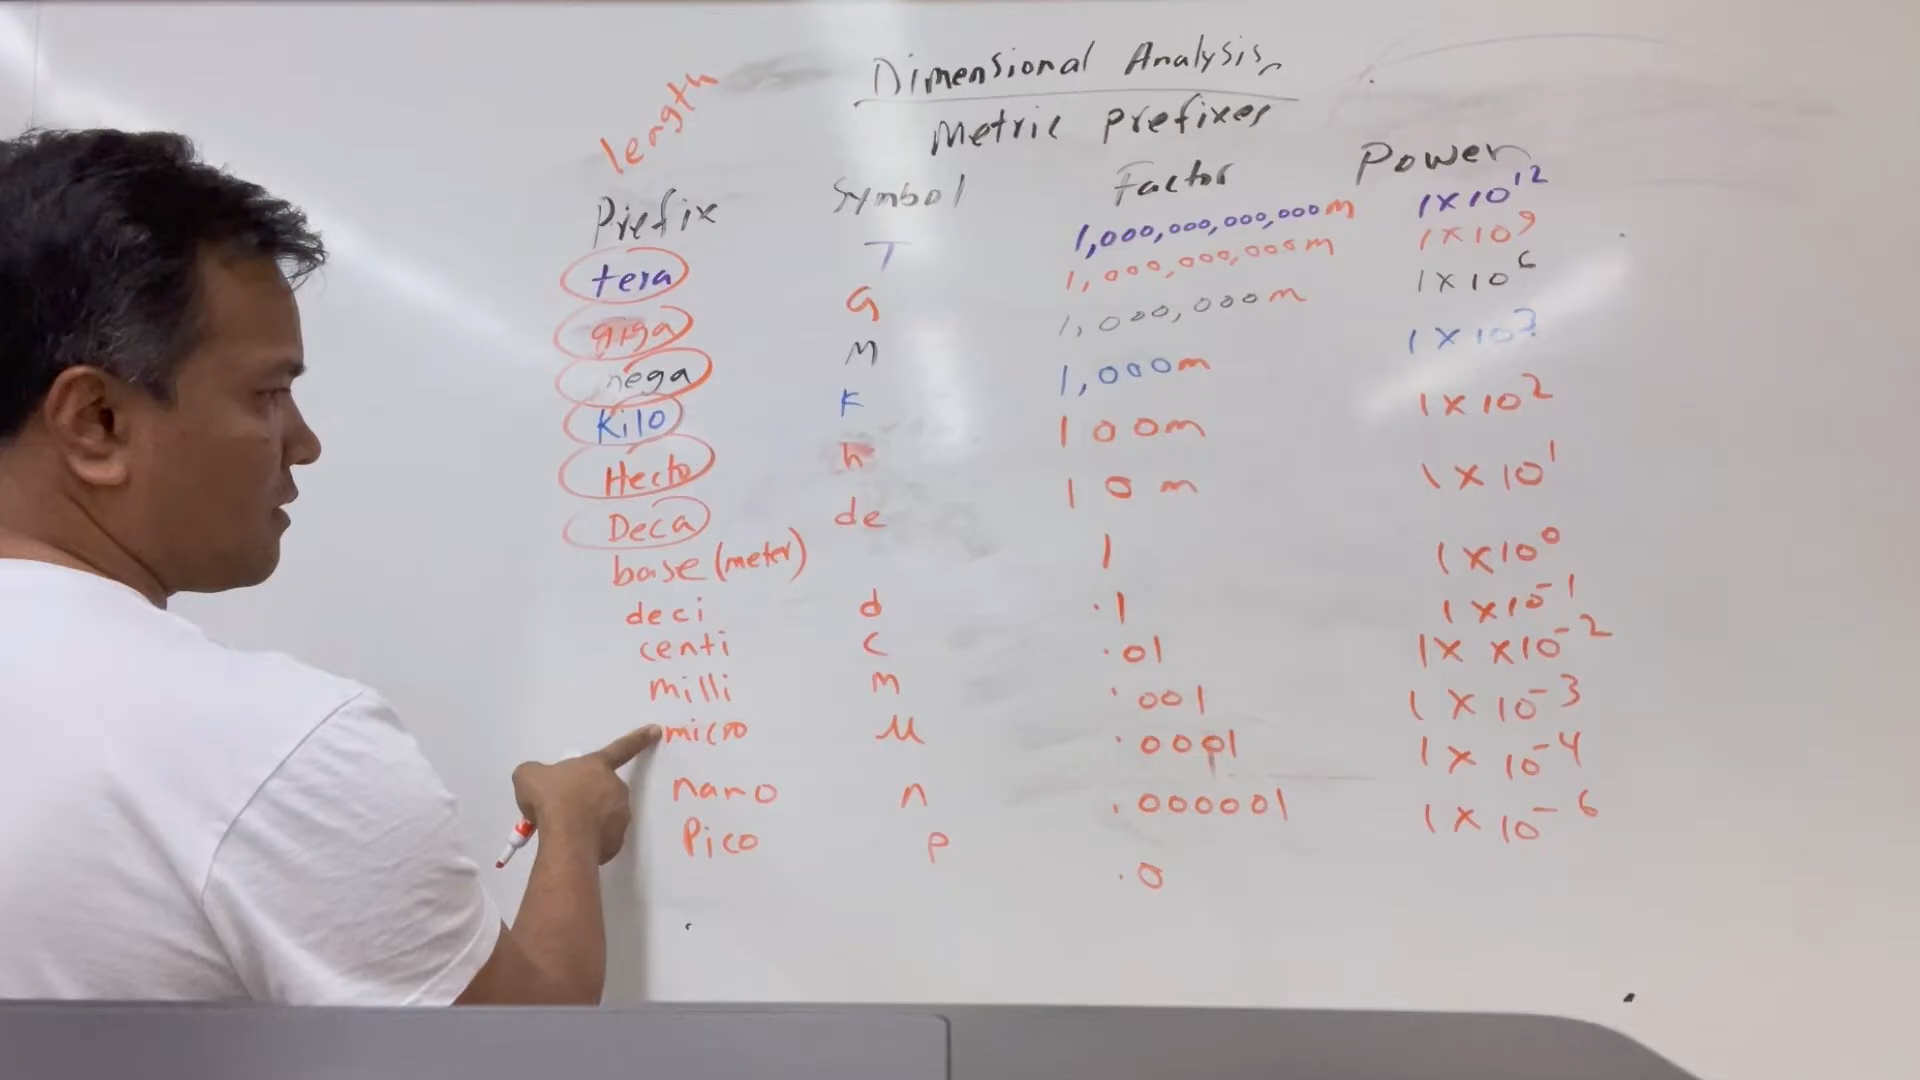 length
Dimensional Analysis
Metric Prefixes
Prefix Symbol Factor Power
tera T 1,000,000,000,000m 1x10^12
giga G 1,000,000,000m 1x10^9
mega M 1,000,000m 1x10^6
Kilo K 1,000m 1x10^3
Hecto h 100m 1x10^2
Deca de 10m 1x10^1
base (meter) 1 1x10^0
deci d .1 1x10^-1
centi c .01 1x x10^-2
milli m .001 1x10^-3
micro μ .0001 1x10^-4
nano n .000001 1x10^-6
Pico p .0